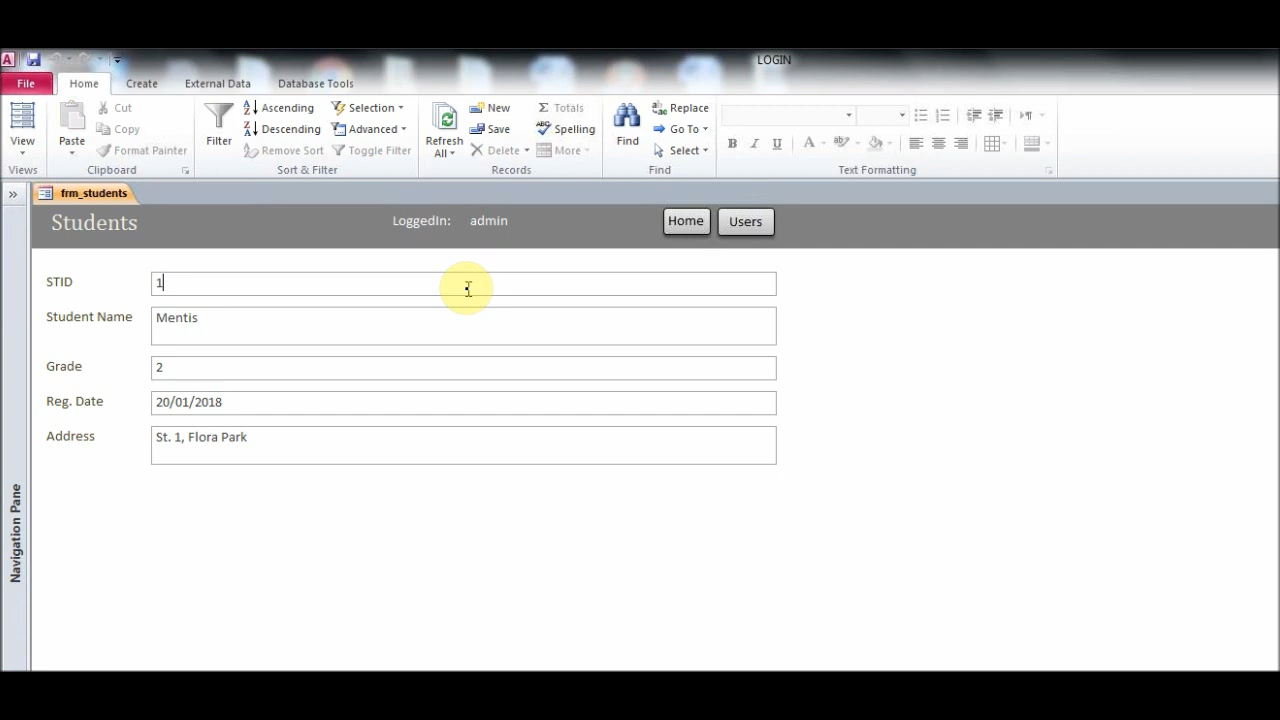 A
LOGIN
File Home Create External Data Database Tools
View
Views
Paste
Cut
Copy
Format Painter
Clipboard
Filter
Ascending
Descending
Remove Sort
Selection
Advanced
Toggle Filter
Sort & Filter
Refresh All
New
Save
Delete
Totals
Spelling
More
Records
Find
Replace
Go To
Select
Find
B I U A
Text Formatting
frm_students
Students LoggedIn: admin Home Users
STID 1
Student Name Mentis
Grade 2
Reg. Date 20/01/2018
Address St. 1, Flora Park
Navigation Pane